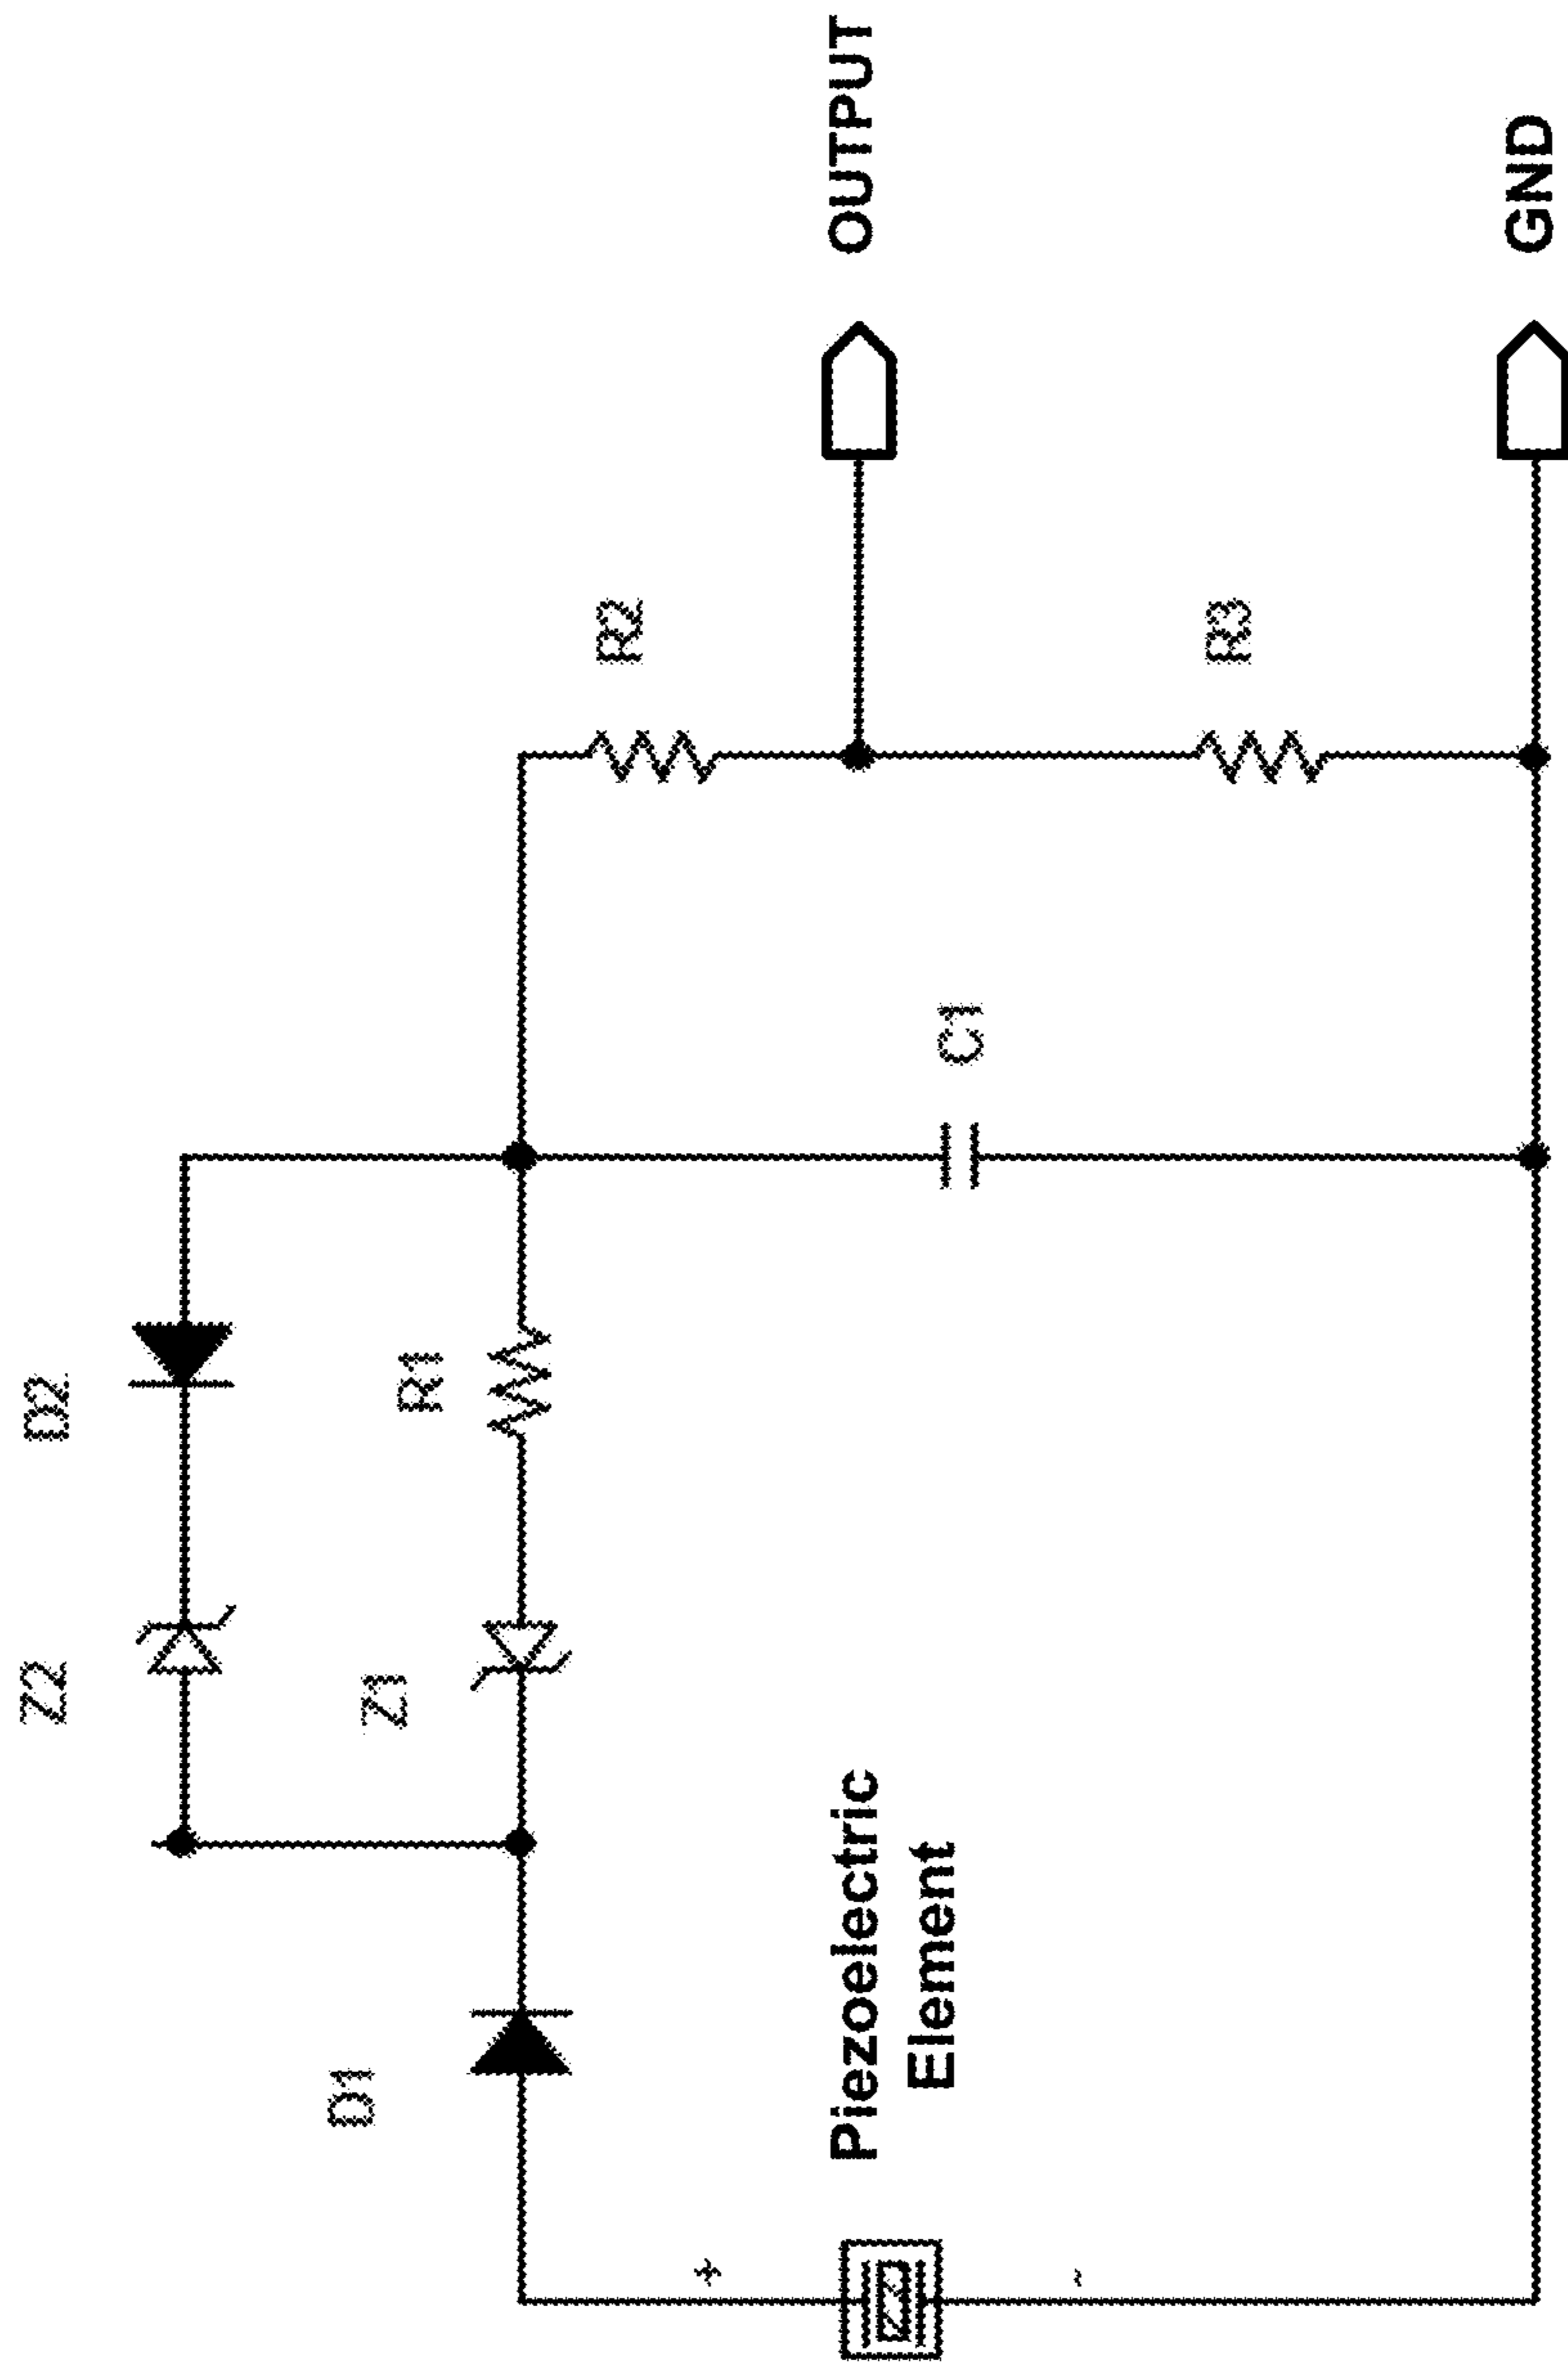 D2
Z2
R1
Z1
D1
R2
OUTPUT
C1
R3
GND
Piezoelectric
Element
+
-